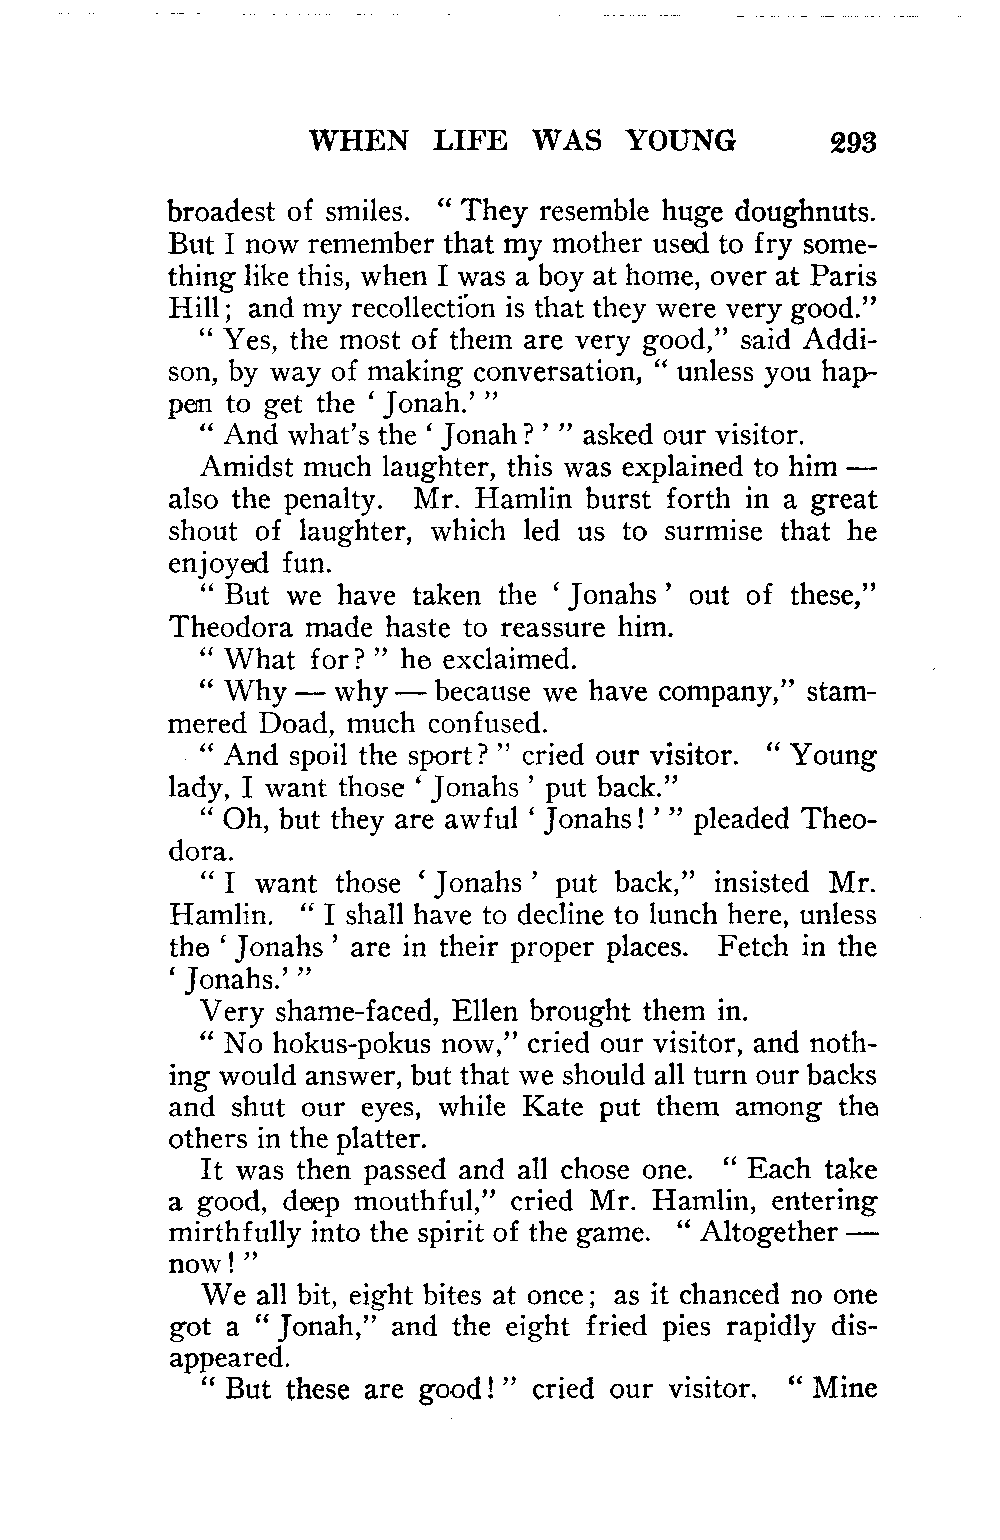 WHEN LIFE WAS YOUNG 293
broadest of smiles. “ They resemble huge doughnuts.
But I now remember that my mother used to fry some-
thing like this, when I was a boy at home, over at Paris
Hill; and my recollection is that they were very good.”
“ Yes, the most of them are very good,” said Addi-
son, by way of making conversation, “ unless you hap-
pen to get the ‘ Jonah.’ ”
“ And what's the ‘ Jonah? ’ ” asked our visitor.
Amidst much laughter, this was explained to him —
also the penalty. Mr. Hamlin burst forth in a great
shout of laughter, which led us to surmise that he
enjoyed fun.
“ But we have taken the ‘ Jonahs ’ out of these,”
Theodora made haste to reassure him.
“ What for? ” he exclaimed.
“ Why — why — because we have company,” stam-
mered Doad, much confused.
“ And spoil the sport? ” cried our visitor. “ Young
lady, I want those ‘ Jonahs ’ put back.”
“ Oh, but they are awful ‘ Jonahs! ’ ” pleaded Theo-
dora.
“ I want those ‘ Jonahs ’ put back,” insisted Mr.
Hamlin. “ I shall have to decline to lunch here, unless
the ‘ Jonahs ’ are in their proper places. Fetch in the
‘ Jonahs.’ ”
Very shame-faced, Ellen brought them in.
“ No hokus-pokus now,” cried our visitor, and noth-
ing would answer, but that we should all turn our backs
and shut our eyes, while Kate put them among the
others in the platter.
It was then passed and all chose one. “ Each take
a good, deep mouthful,” cried Mr. Hamlin, entering
mirthfully into the spirit of the game. “ Altogether —
now! ”
We all bit, eight bites at once; as it chanced no one
got a “ Jonah,” and the eight fried pies rapidly dis-
appeared.
“ But these are good! ” cried our visitor. “ Mine